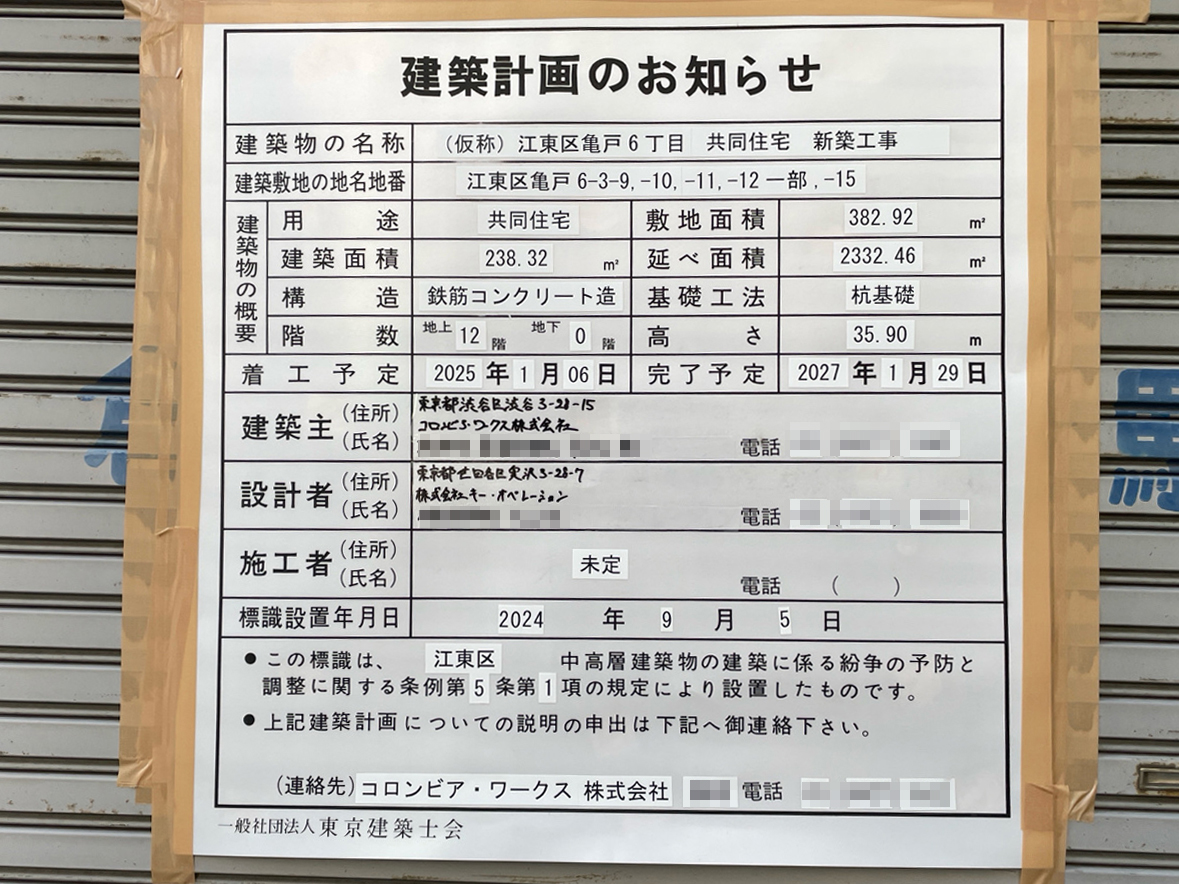 建築計画のお知らせ
建築物の名称 (仮称) 江東区亀戸6丁目 共同住宅 新築工事
建築敷地の地名地番 江東区亀戸 6-3-9, -10, -11, -12 一部 , -15
建築物の概要
用途 共同住宅 敷地面積 382.92 m²
建築面積 238.32 m² 延べ面積 2332.46 m²
構造 鉄筋コンクリート造 基礎工法 杭基礎
階数 地上 12 階 地下 0 階 高さ 35.90 m
着工予定 2025 年 1 月 06 日 完了予定 2027 年 1 月 29 日
建築主 (住所) 東京都渋谷区渋谷3-28-15
コロンビア・ワークス株式会社
(氏名) 電話
設計者 (住所) 東京都世田谷区奥沢3-28-7
株式会社キー・オペレーション
(氏名) 電話
施工者 (住所) 未定
(氏名) 電話 ( )
標識設置年月日 2024 年 9 月 5 日
● この標識は、 江東区 中高層建築物の建築に係る紛争の予防と
調整に関する条例第 5 条第 1 項の規定により設置したものです。
● 上記建築計画についての説明の申出は下記へ御連絡下さい。
(連絡先) コロンビア・ワークス 株式会社 電話
一般社団法人 東京建築士会